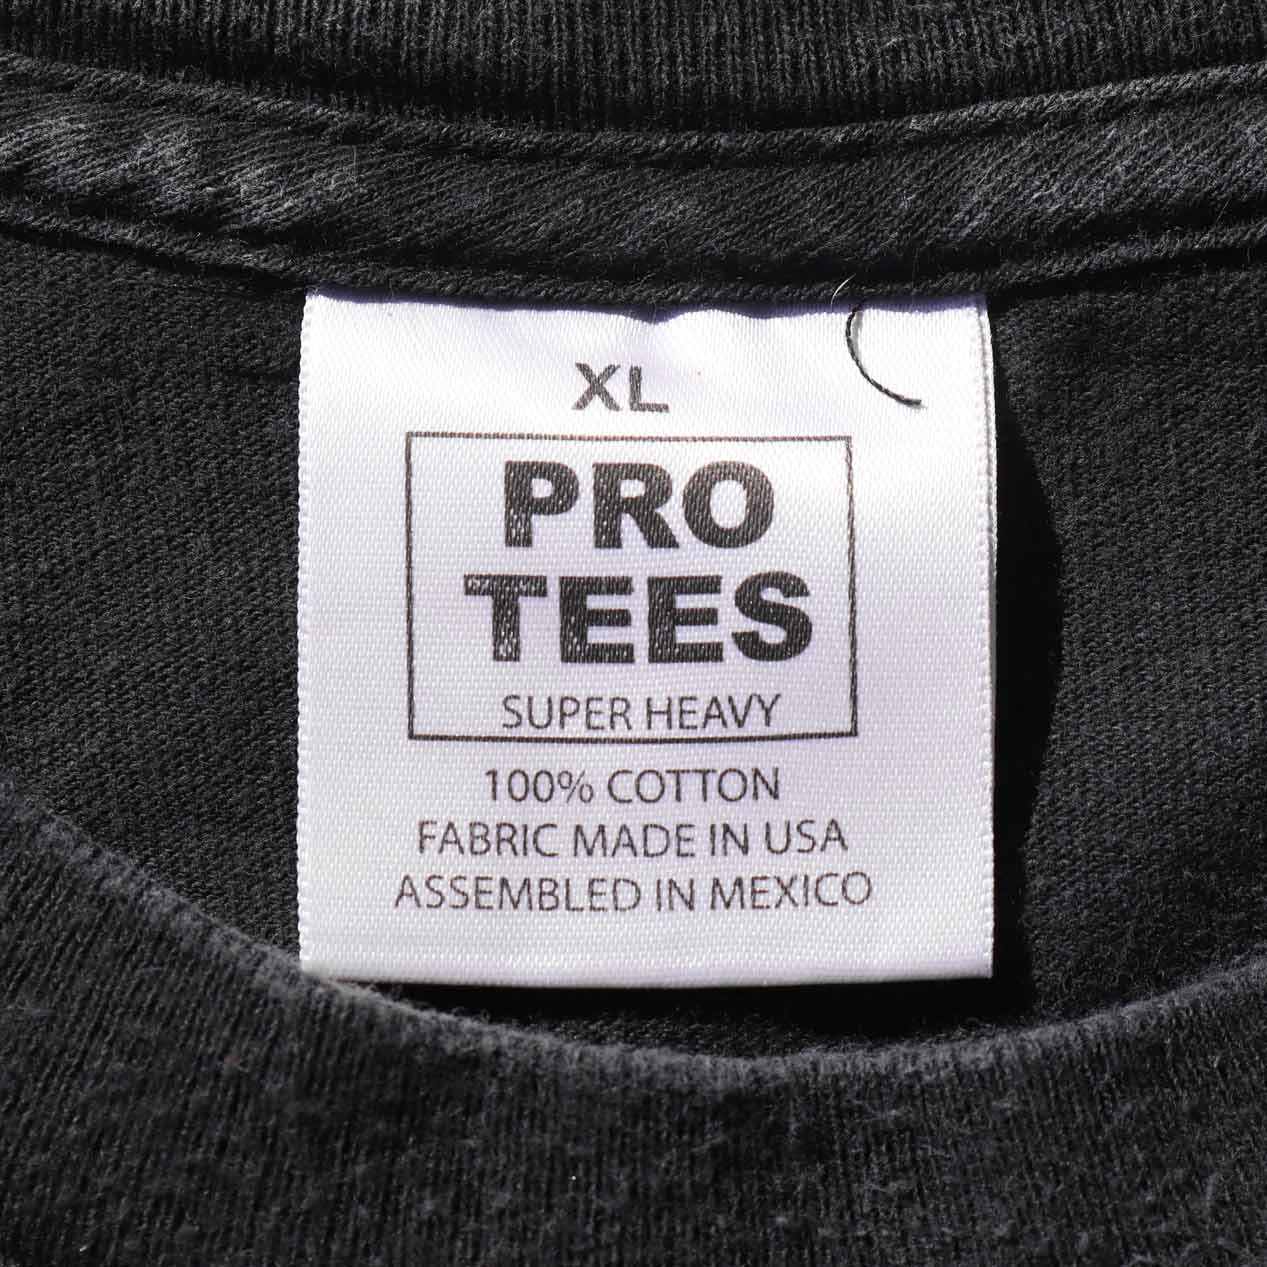 XL
PRO
TEES
SUPER HEAVY
100% COTTON
FABRIC MADE IN USA
ASSEMBLED IN MEXICO